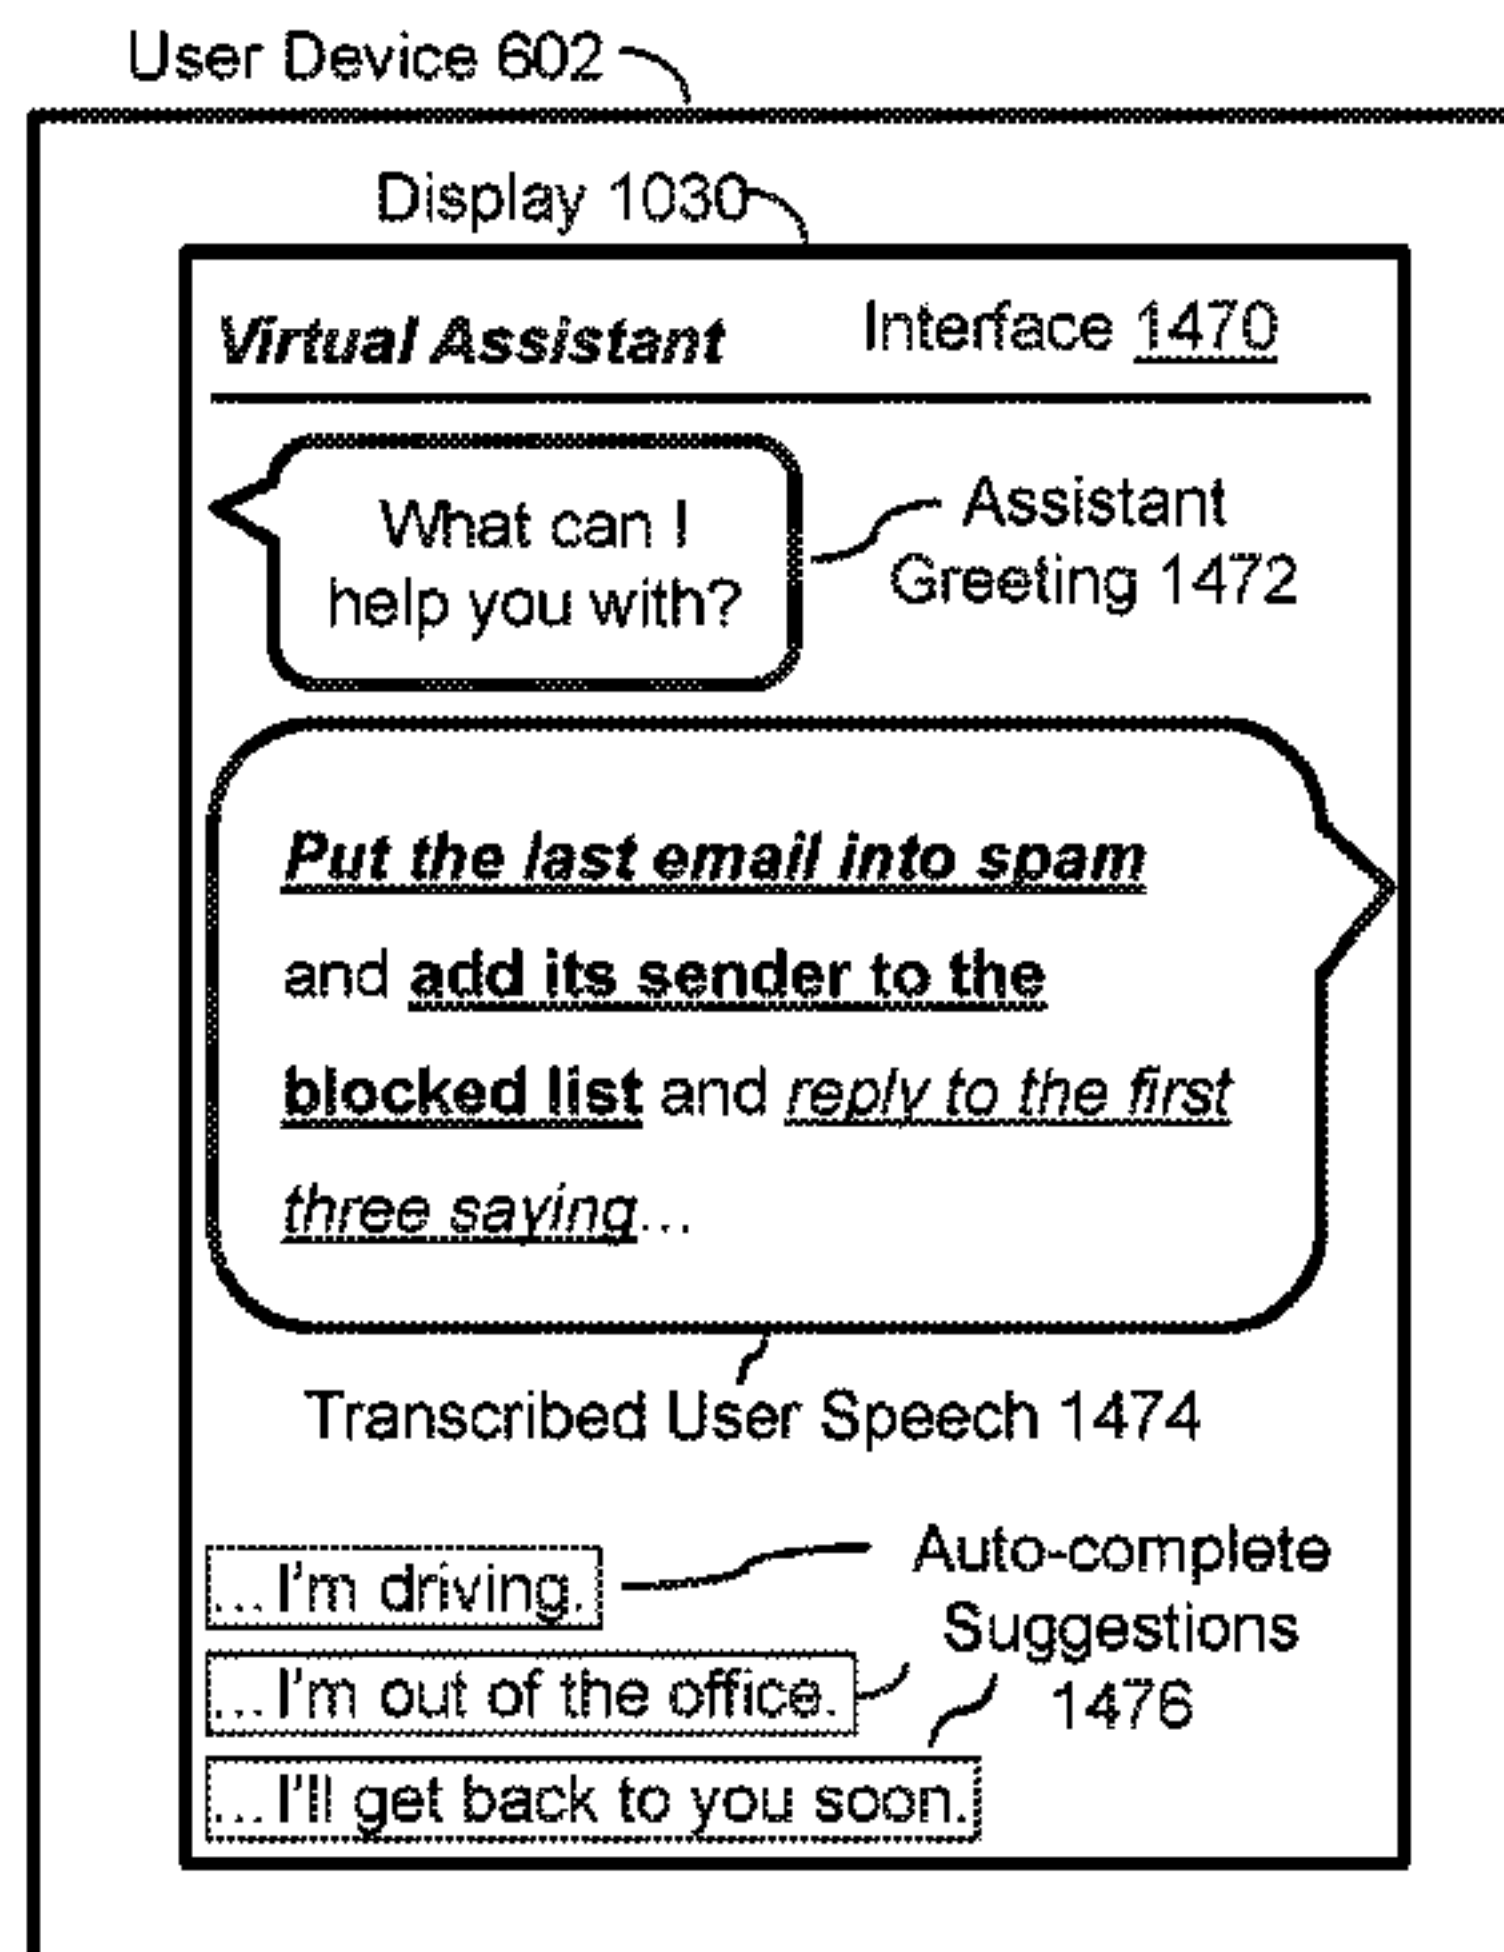 User Device 602
Display 1030
Virtual Assistant
Interface 1470
What can I
help you with?
Assistant
Greeting 1472
Put the last email into spam
and add its sender to the
blocked list and reply to the first
three saying...
Transcribed User Speech 1474
...I'm driving.
...I'm out of the office.
...I'll get back to you soon.
Auto-complete
Suggestions
1476